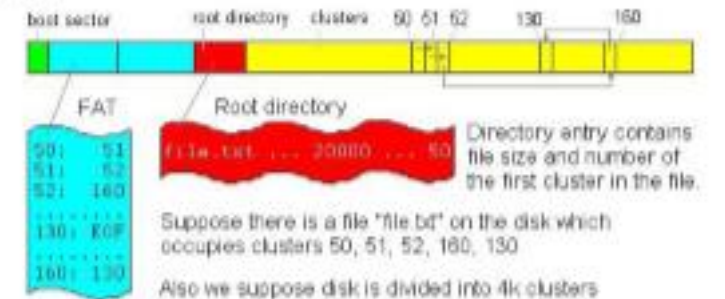 boot sector root directory clusters 50 51 52 130 160
FAT
Root directory
50: 51
51: 52
52: 160
........
130: EOF
........
160: 130
file.txt ... 20000 ... 50
Directory entry contains
file size and number of
the first cluster in the file.
Suppose there is a file "file.txt" on the disk which
occupies clusters 50, 51, 52, 160, 130
Also we suppose disk is divided into 4k clusters